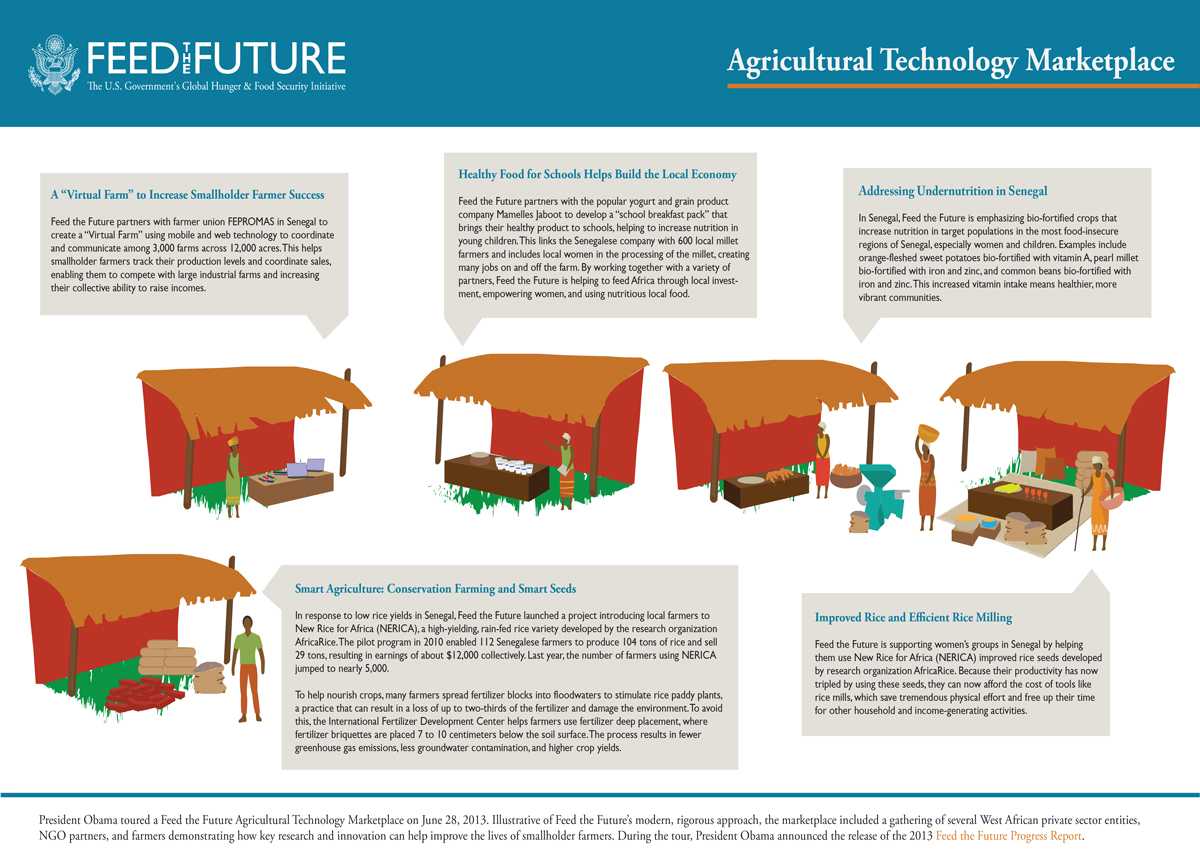 FEED THE FUTURE
The U.S. Government's Global Hunger & Food Security Initiative
Agricultural Technology Marketplace
A “Virtual Farm” to Increase Smallholder Farmer Success
Feed the Future partners with farmer union FEPROMAS in Senegal to
create a “Virtual Farm” using mobile and web technology to coordinate
and communicate among 3,000 farms across 12,000 acres. This helps
smallholder farmers track their production levels and coordinate sales,
enabling them to compete with large industrial farms and increasing
their collective ability to raise incomes.
Healthy Food for Schools Helps Build the Local Economy
Feed the Future partners with the popular yogurt and grain product
company Mamelles Jaboot to develop a “school breakfast pack” that
brings their healthy product to schools, helping to increase nutrition in
young children. This links the Senegalese company with 600 local millet
farmers and includes local women in the processing of the millet, creating
many jobs on and off the farm. By working together with a variety of
partners, Feed the Future is helping to feed Africa through local invest-
ment, empowering women, and using nutritious local food.
Addressing Undernutrition in Senegal
In Senegal, Feed the Future is emphasizing bio-fortified crops that
increase nutrition in target populations in the most food-insecure
regions of Senegal, especially women and children. Examples include
orange-fleshed sweet potatoes bio-fortified with vitamin A, pearl millet
bio-fortified with iron and zinc, and common beans bio-fortified with
iron and zinc. This increased vitamin intake means healthier, more
vibrant communities.
Smart Agriculture: Conservation Farming and Smart Seeds
In response to low rice yields in Senegal, Feed the Future launched a project introducing local farmers to
New Rice for Africa (NERICA), a high-yielding, rain-fed rice variety developed by the research organization
AfricaRice. The pilot program in 2010 enabled 112 Senegalese farmers to produce 104 tons of rice and sell
29 tons, resulting in earnings of about $12,000 collectively. Last year, the number of farmers using NERICA
jumped to nearly 5,000.
To help nourish crops, many farmers spread fertilizer blocks into floodwaters to stimulate rice paddy plants,
a practice that can result in a loss of up to two-thirds of the fertilizer and damage the environment. To avoid
this, the International Fertilizer Development Center helps farmers use fertilizer deep placement, where
fertilizer briquettes are placed 7 to 10 centimeters below the soil surface. The process results in fewer
greenhouse gas emissions, less groundwater contamination, and higher crop yields.
Improved Rice and Efficient Rice Milling
Feed the Future is supporting women's groups in Senegal by helping
them use New Rice for Africa (NERICA) improved rice seeds developed
by research organization AfricaRice. Because their productivity has now
tripled by using these seeds, they can now afford the cost of tools like
rice mills, which save tremendous physical effort and free up their time
for other household and income-generating activities.
President Obama toured a Feed the Future Agricultural Technology Marketplace on June 28, 2013. Illustrative of Feed the Future's modern, rigorous approach, the marketplace included a gathering of several West African private sector entities,
NGO partners, and farmers demonstrating how key research and innovation can help improve the lives of smallholder farmers. During the tour, President Obama announced the release of the 2013 Feed the Future Progress Report.